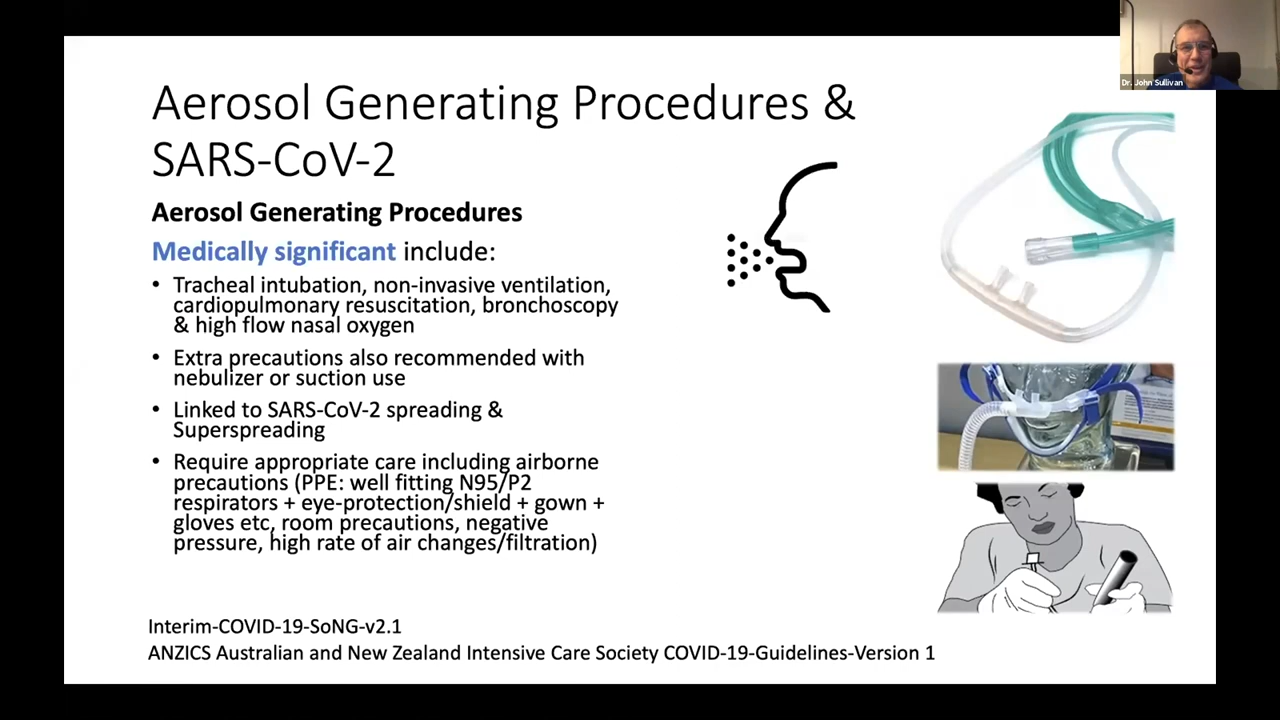 Dr. John Sullivan
Aerosol Generating Procedures &
SARS-CoV-2
Aerosol Generating Procedures
Medically significant include:
• Tracheal intubation, non-invasive ventilation,
cardiopulmonary resuscitation, bronchoscopy
& high flow nasal oxygen
• Extra precautions also recommended with
nebulizer or suction use
• Linked to SARS-CoV-2 spreading &
Superspreading
• Require appropriate care including airborne
precautions (PPE: well fitting N95/P2
respirators + eye-protection/shield + gown +
gloves etc, room precautions, negative
pressure, high rate of air changes/filtration)
Interim-COVID-19-SoNG-v2.1
ANZICS Australian and New Zealand Intensive Care Society COVID-19-Guidelines-Version 1